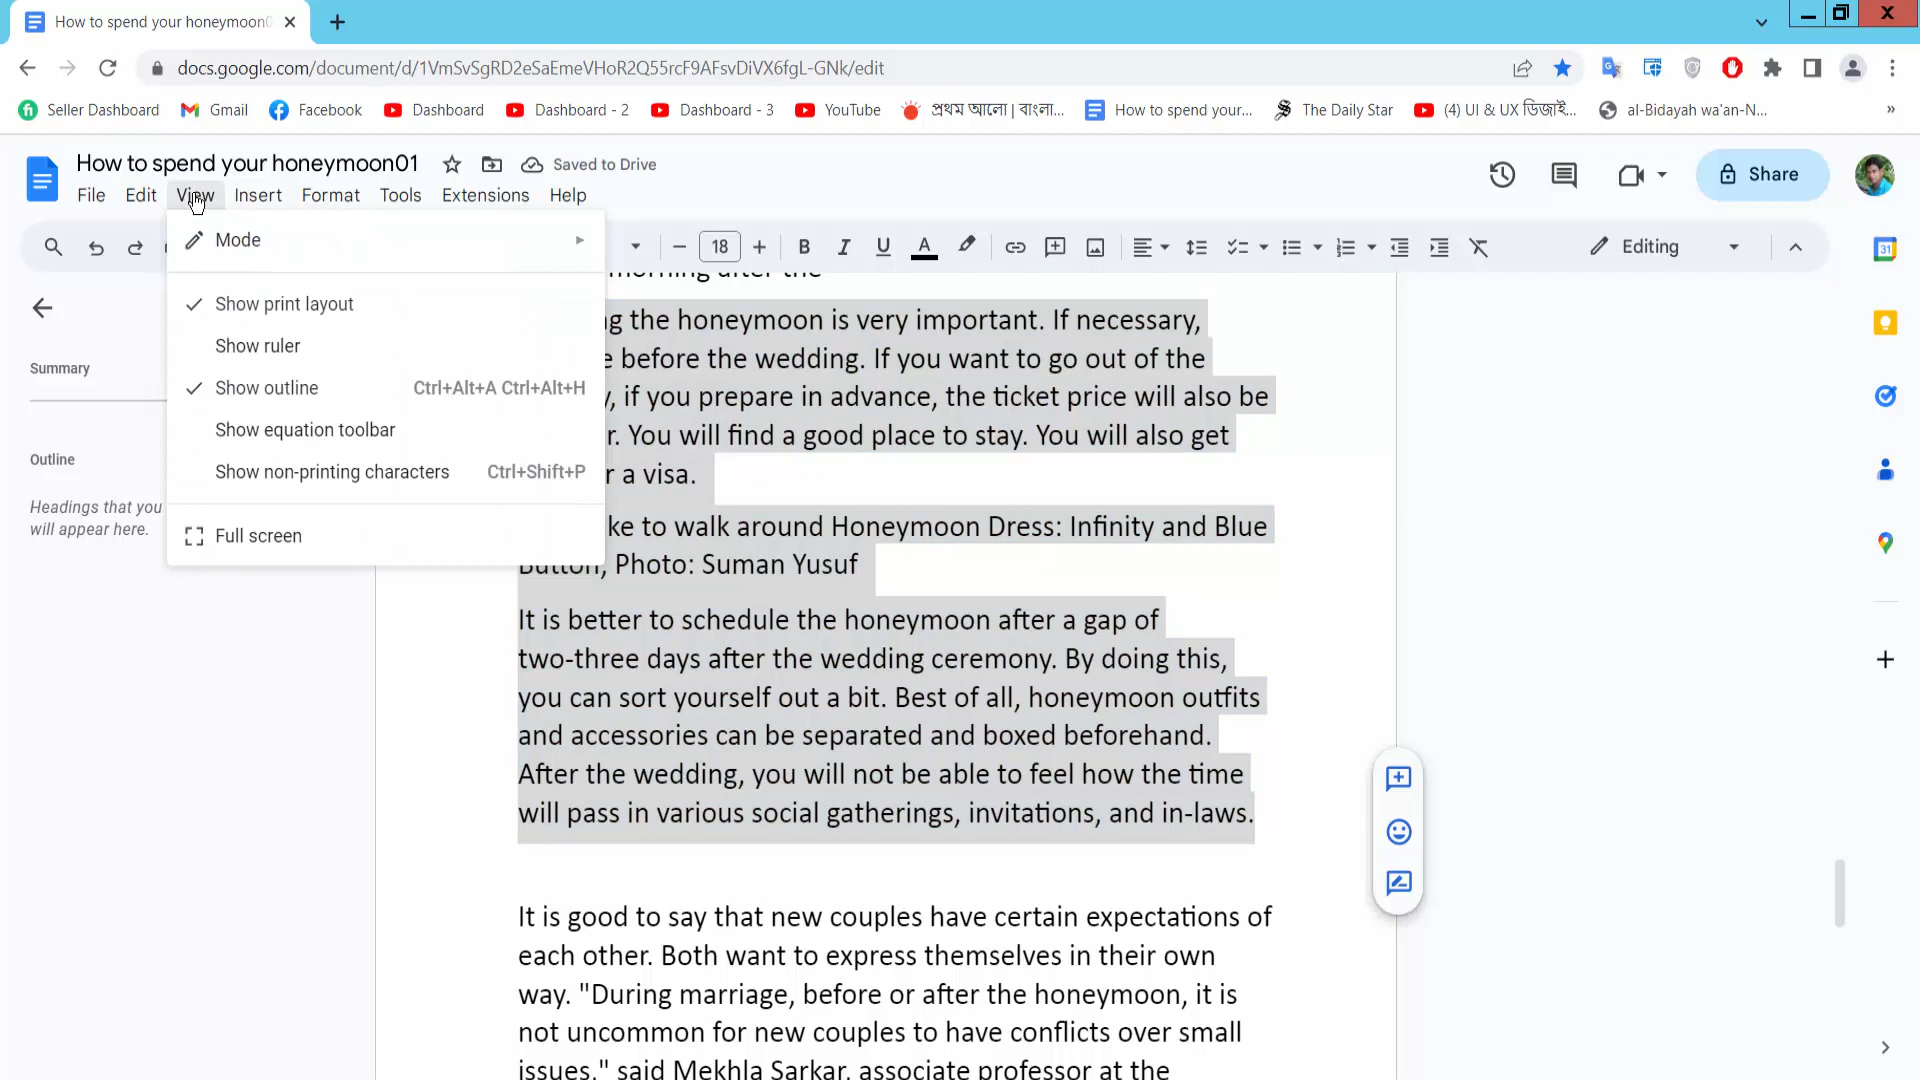 How to spend your honeymoon0
docs.google.com/document/d/1VmSvSgRD2eSaEmeVHoR2Q55rcF9AFsvDiVX6fgL-GNk/edit
Seller Dashboard Gmail Facebook Dashboard Dashboard - 2 Dashboard - 3 YouTube প্রথম আলো | বাংলা... How to spend your... The Daily Star (4) UI & UX ডিজাই... al-Bidayah wa'an-N... »
How to spend your honeymoon01 Saved to Drive
File Edit View Insert Format Tools Extensions Help
Share
Mode
18 B I U A Editing
31
morning after the
Show print layout
Show ruler
Show outline Ctrl+Alt+A Ctrl+Alt+H
Show equation toolbar
Show non-printing characters Ctrl+Shift+P
Full screen
Summary
Outline
Headings that you
will appear here.
g the honeymoon is very important. If necessary,
e before the wedding. If you want to go out of the
y, if you prepare in advance, the ticket price will also be
r. You will find a good place to stay. You will also get
r a visa.
ke to walk around Honeymoon Dress: Infinity and Blue
Button, Photo: Suman Yusuf
It is better to schedule the honeymoon after a gap of
two-three days after the wedding ceremony. By doing this,
you can sort yourself out a bit. Best of all, honeymoon outfits
and accessories can be separated and boxed beforehand.
After the wedding, you will not be able to feel how the time
will pass in various social gatherings, invitations, and in-laws.
It is good to say that new couples have certain expectations of
each other. Both want to express themselves in their own
way. "During marriage, before or after the honeymoon, it is
not uncommon for new couples to have conflicts over small
issues." said Mekhla Sarkar, associate professor at the